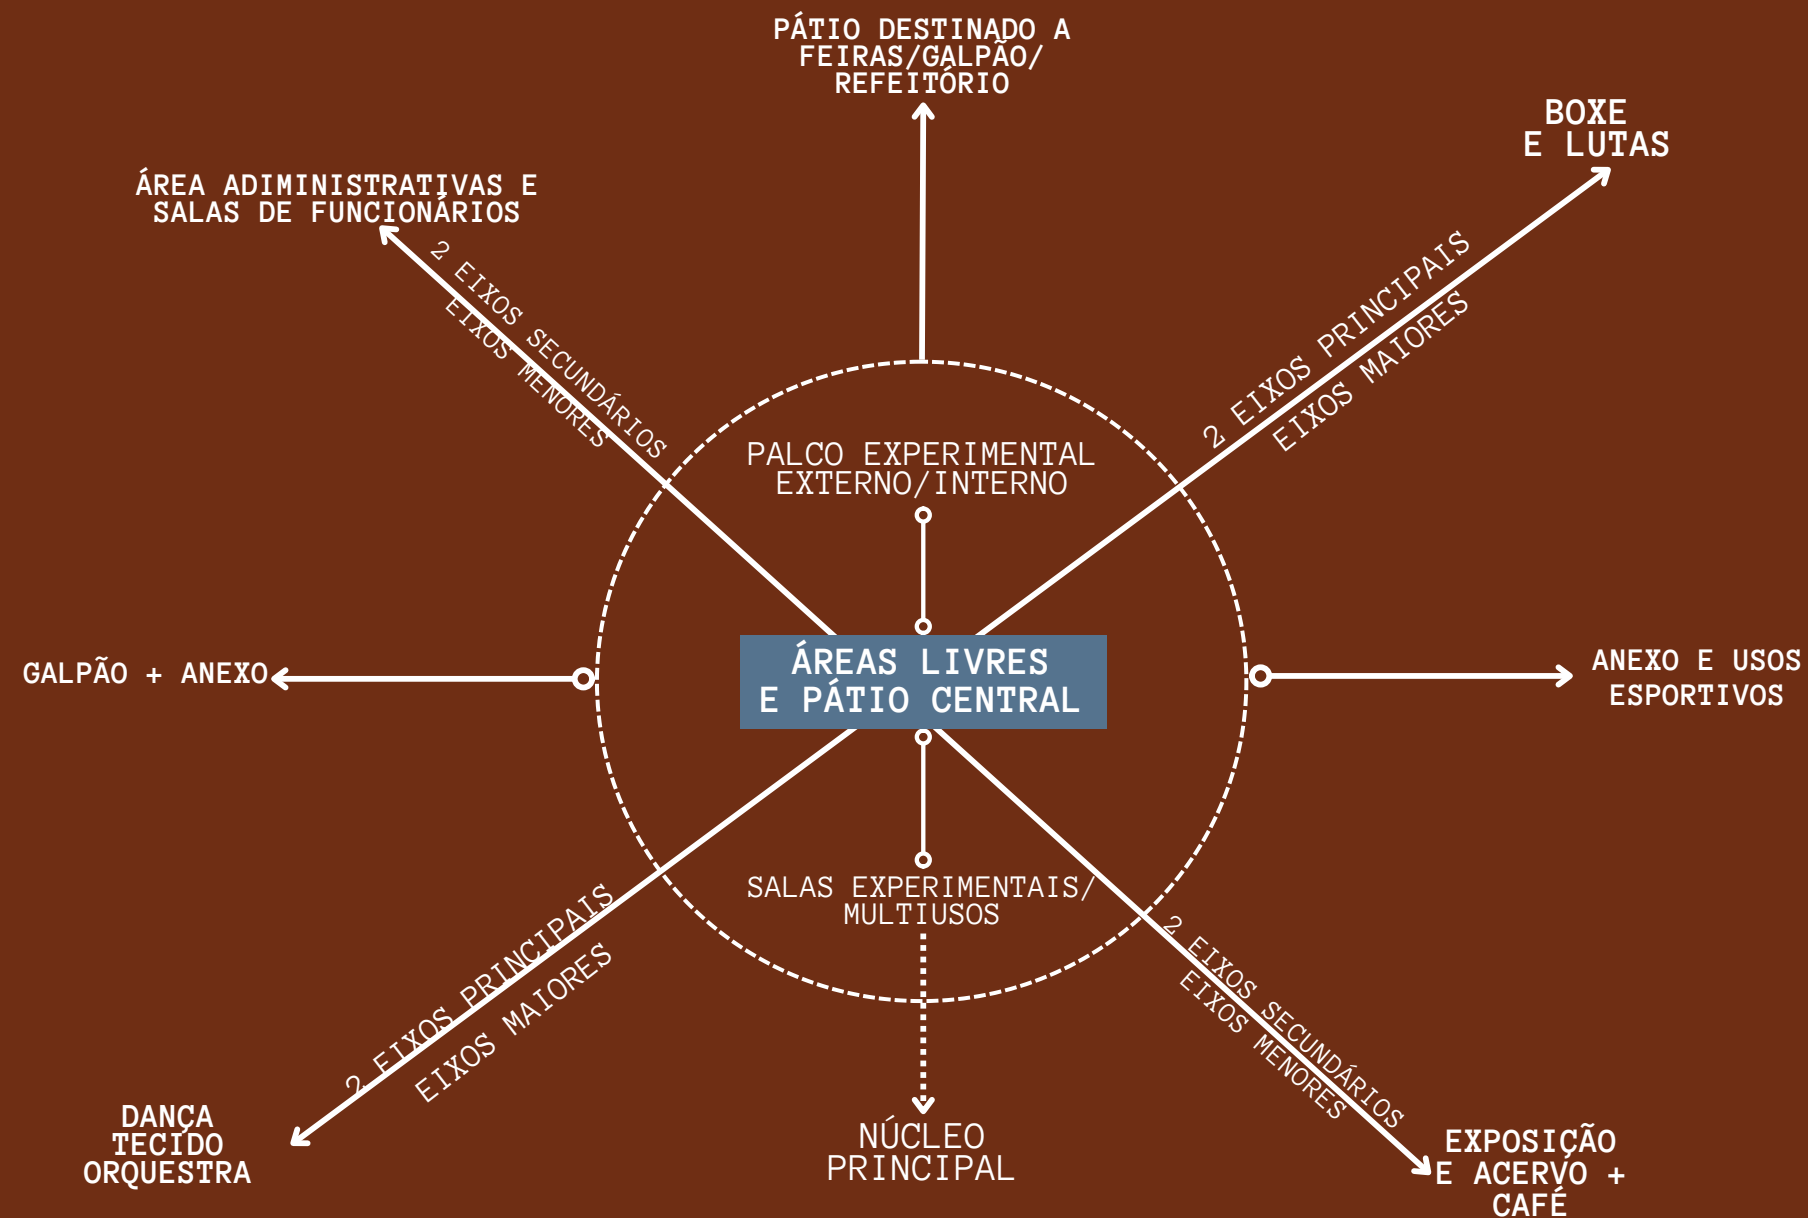 PÁTIO DESTINADO A
FEIRAS/GALPÃO/
REFEITÓRIO
BOXE
E LUTAS
ÁREA ADIMINISTRATIVAS E
SALAS DE FUNCIONÁRIOS
2 EIXOS SECUNDÁRIOS
EIXOS MENORES
2 EIXOS PRINCIPAIS
EIXOS MAIORES
PALCO EXPERIMENTAL
EXTERNO/INTERNO
GALPÃO + ANEXO
ÁREAS LIVRES
E PÁTIO CENTRAL
ANEXO E USOS
ESPORTIVOS
SALAS EXPERIMENTAIS/
MULTIUSOS
2 EIXOS PRINCIPAIS
EIXOS MAIORES
2 EIXOS SECUNDÁRIOS
EIXOS MENORES
DANÇA
TECIDO
ORQUESTRA
NÚCLEO
PRINCIPAL
EXPOSIÇÃO
E ACERVO +
CAFÉ